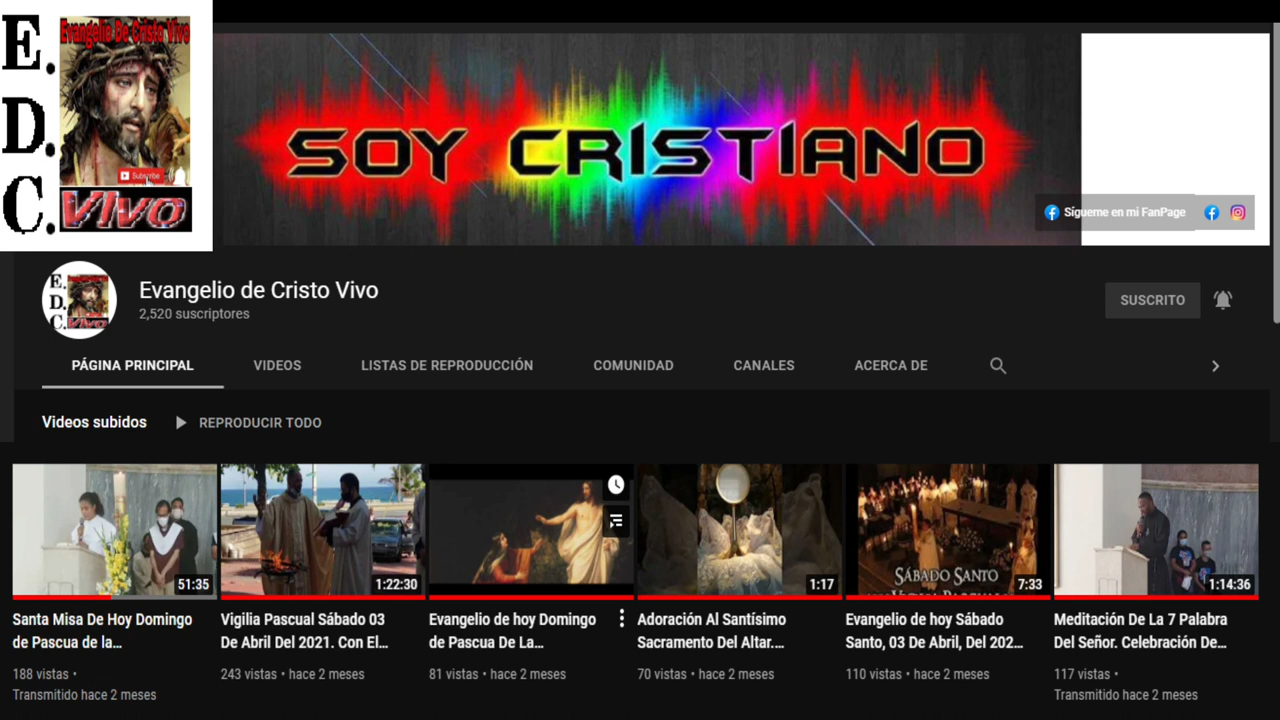 E.
D.
C.
Evangelio De Cristo Vivo
Subscribe
Vivo
SOY CRISTIANO
Sígueme en mi FanPage
E.
D.
C.
Vivo
Evangelio de Cristo Vivo
2,520 suscriptores
SUSCRITO
PÁGINA PRINCIPAL
VIDEOS
LISTAS DE REPRODUCCIÓN
COMUNIDAD
CANALES
ACERCA DE
Videos subidos
REPRODUCIR TODO
51:35
1:22:30
1:17
SÁBADO SANTO
7:33
1:14:36
Santa Misa De Hoy Domingo
de Pascua de la...
188 vistas •
Transmitido hace 2 meses
Vigilia Pascual Sábado 03
De Abril Del 2021. Con El...
243 vistas • hace 2 meses
Evangelio de hoy Domingo
de Pascua De La...
81 vistas • hace 2 meses
Adoración Al Santísimo
Sacramento Del Altar....
70 vistas • hace 2 meses
Evangelio de hoy Sábado
Santo, 03 De Abril, Del 202...
110 vistas • hace 2 meses
Meditación De La 7 Palabra
Del Señor. Celebración De...
117 vistas •
Transmitido hace 2 meses